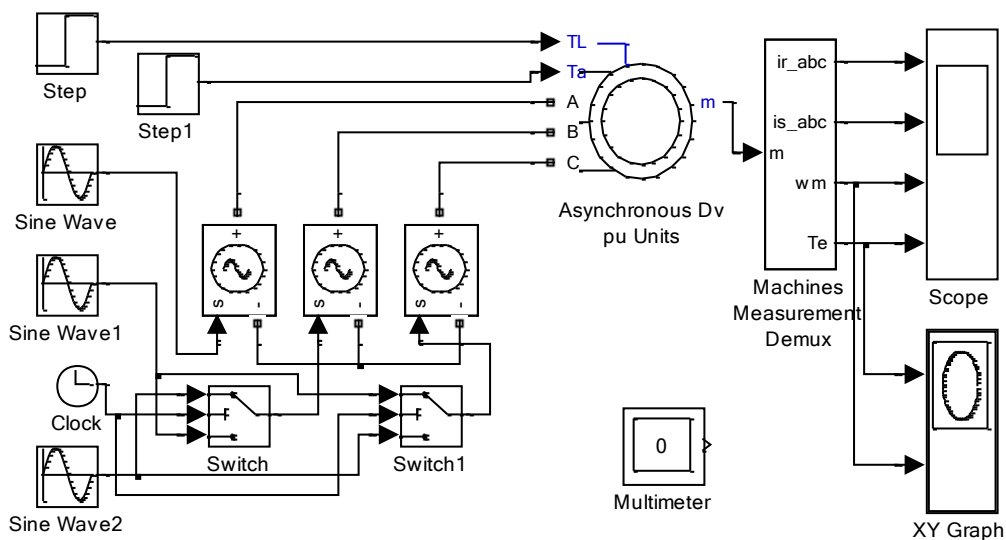 Step
Step1
Sine Wave
Sine Wave1
Clock
Sine Wave2
s
+
-
s
+
-
s
+
-
Switch
Switch1
TL
Ta
A
B
C
m
Asynchronous Dv
pu Units
m
ir_abc
is_abc
wm
Te
Machines
Measurement
Demux
Scope
0
Multimeter
XY Graph